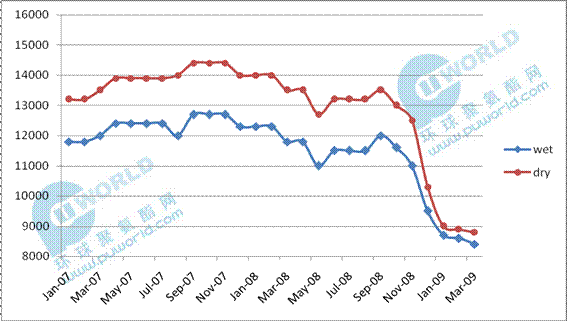 16000
15000
14000
13000
12000
11000
10000
9000
8000
Jan-07
Mar-07
May-07
Jul-07
Sep-07
Nov-07
Jan-08
Mar-08
May-08
Jul-08
Sep-08
Nov-08
Jan-09
Mar-09
wet
dry
U WORLD
环球聚氨酯网
www.puworld.com
U WORLD
环球聚氨酯网
www.puworld.com